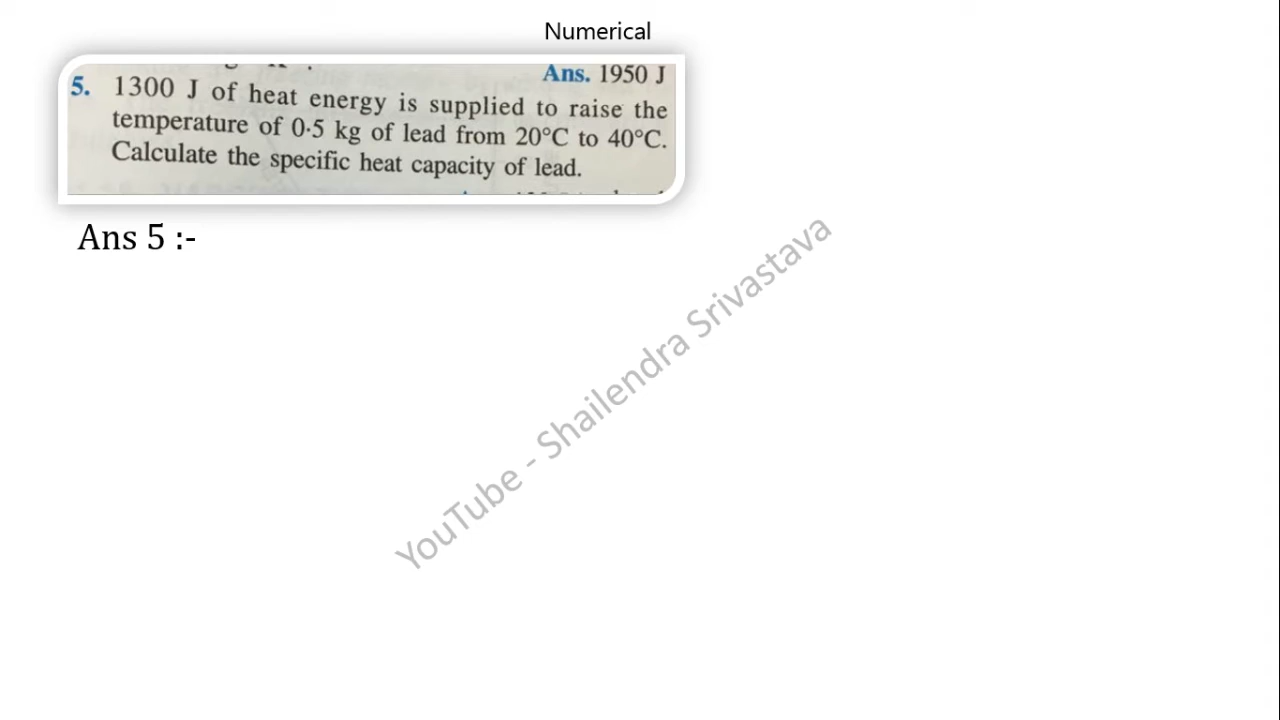 Numerical
Ans. 1950 J
5. 1300 J of heat energy is supplied to raise the
temperature of 0·5 kg of lead from 20°C to 40°C.
Calculate the specific heat capacity of lead.
Ans 5 :-
YouTube - Shailendra Srivastava